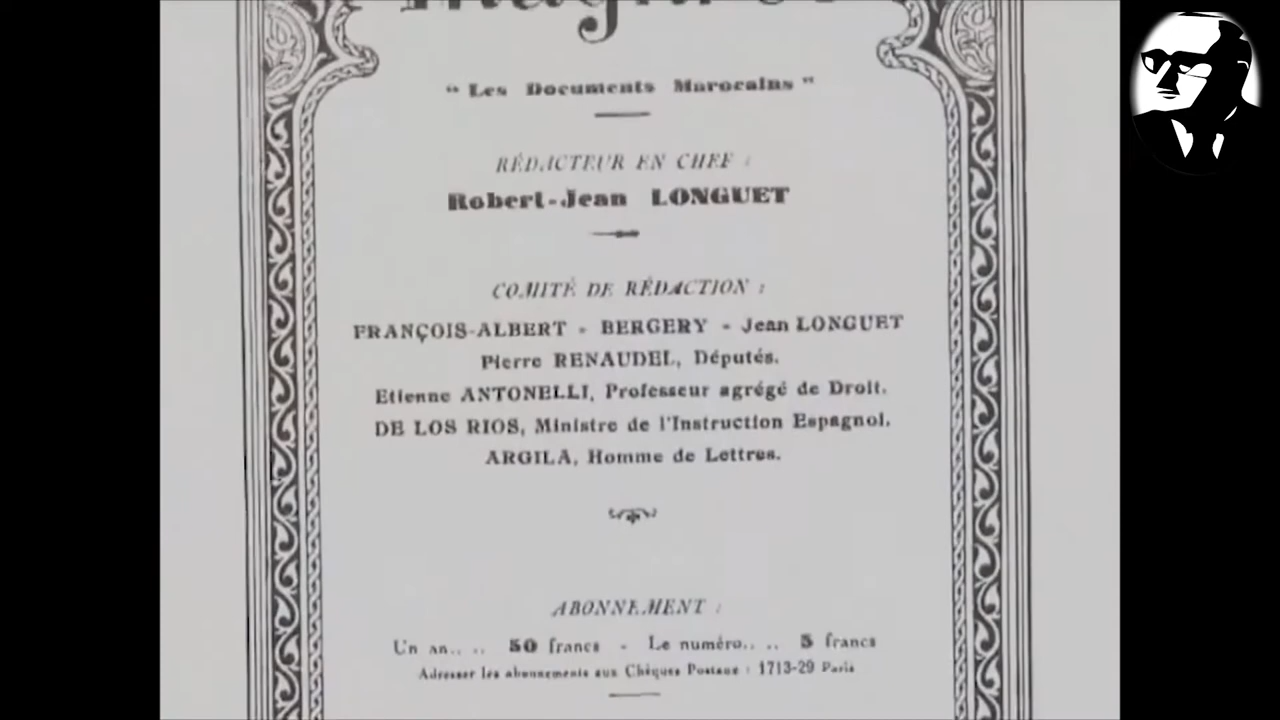 " Les Documents Marocains "
RÉDACTEUR EN CHEF :
Robert-Jean LONGUET
COMITÉ DE RÉDACTION :
FRANÇOIS-ALBERT - BERGERY - Jean LONGUET
Pierre RENAUDEL, Députés.
Etienne ANTONELLI, Professeur agrégé de Droit.
DE LOS RIOS, Ministre de l'Instruction Espagnol.
ARGILA, Homme de Lettres.
ABONNEMENT :
Un an.. .. 50 francs - Le numéro.. .. 5 francs
Adresser les abonnements aux Chèques Postaux : 1713-29 Paris